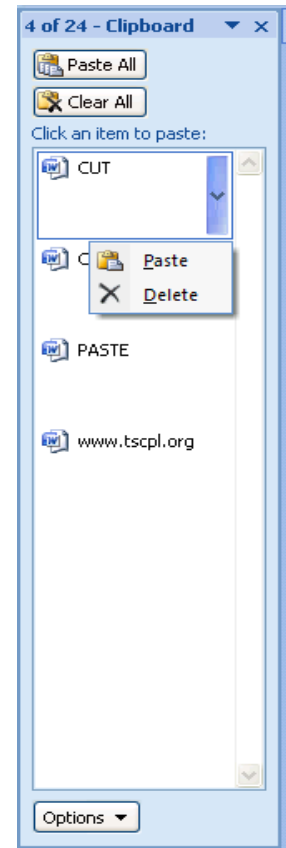 4 of 24 - Clipboard
Paste All
Clear All
Click an item to paste:
CUT
Paste
Delete
PASTE
www.tscpl.org
Options